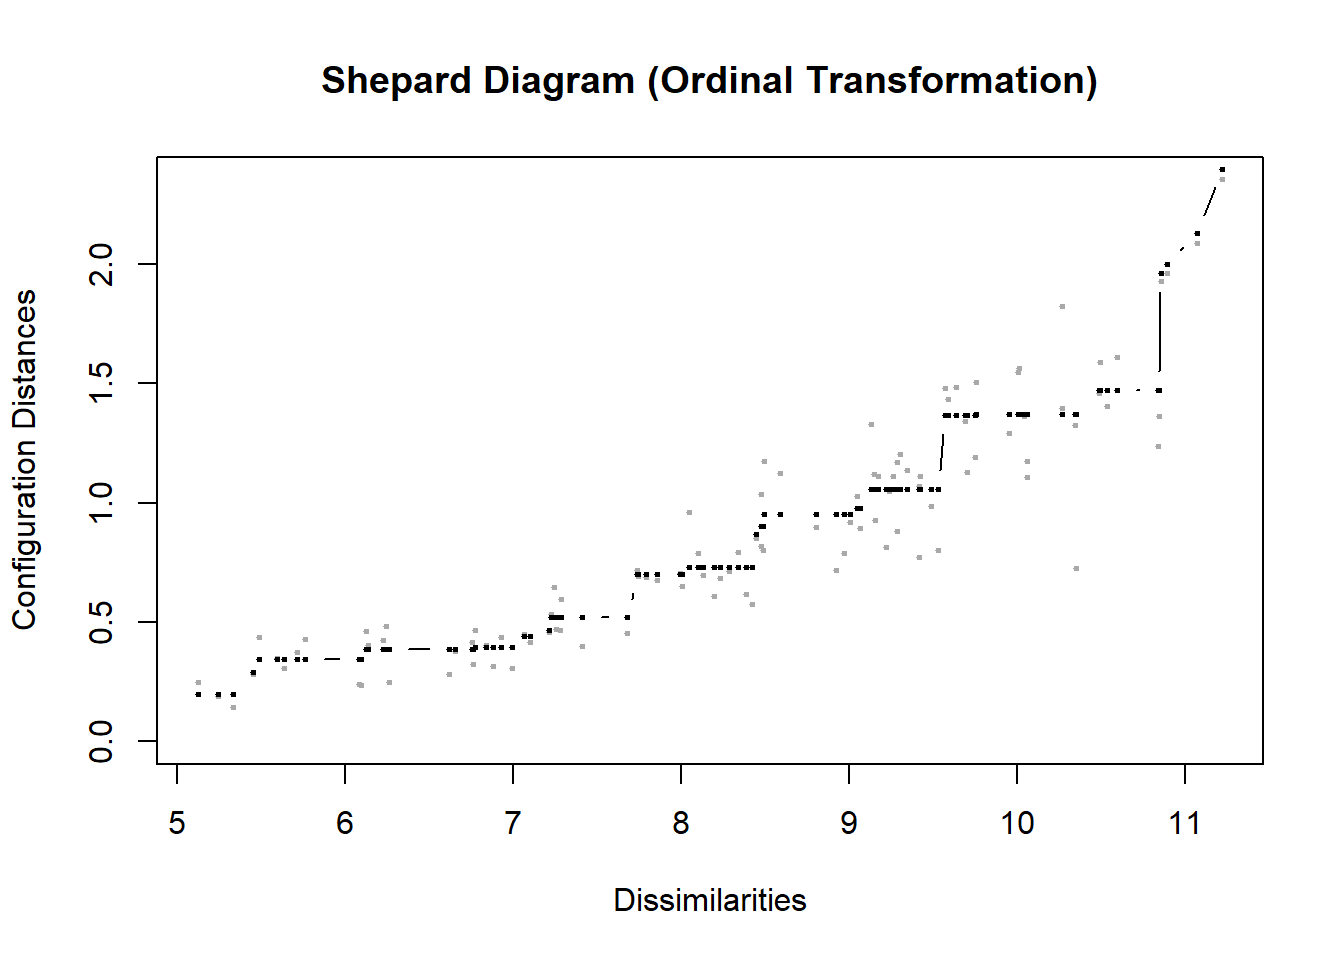 Shepard Diagram (Ordinal Transformation)
Configuration Distances
2.0
1.5
1.0
0.5
0.0
5 6 7 8 9 10 11
Dissimilarities